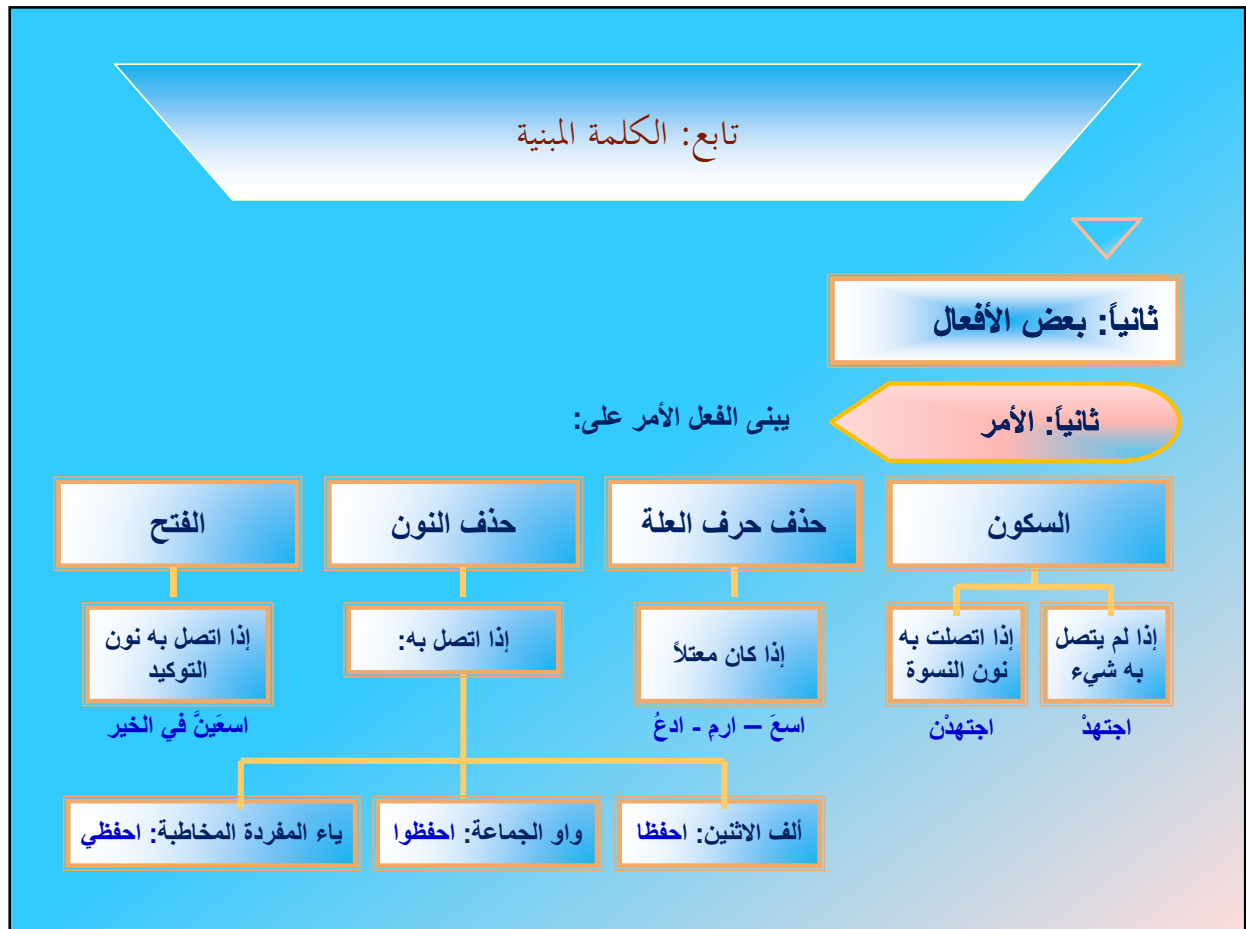 تابع: الكلمة المبنية
ثانياً: بعض الأفعال
ثانياً: الأمر
يبنى الفعل الأمر على:
السكون
حذف حرف العلة
حذف النون
الفتح
إذا لم يتصل
به شيء
إذا اتصلت به
نون النسوة
إذا كان معتلاً
إذا اتصل به:
إذا اتصل به نون
التوكيد
اجتهدْ
اجتهدْن
اسعَ – ارمِ - ادعُ
اسعَينَّ في الخير
ألف الاثنين: احفظا
واو الجماعة: احفظوا
ياء المفردة المخاطبة: احفظي